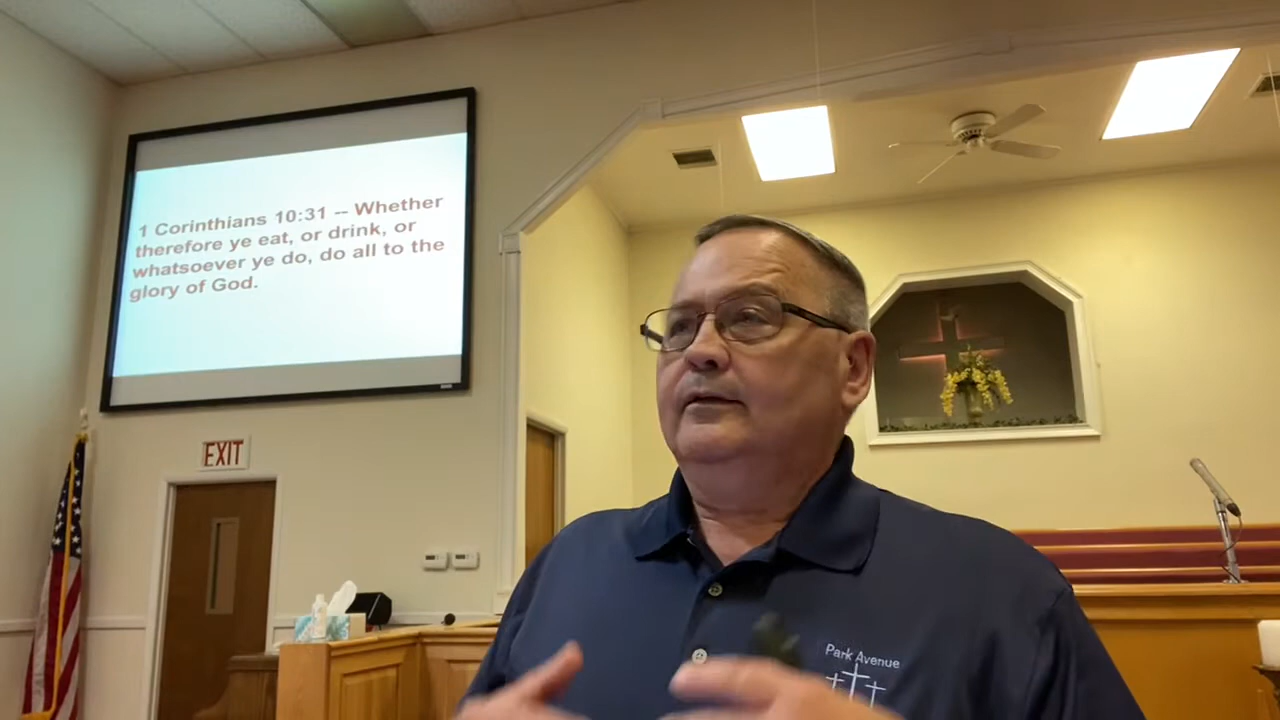 1 Corinthians 10:31 -- Whether
therefore ye eat, or drink, or
whatsoever ye do, do all to the
glory of God.
EXIT
Park Avenue